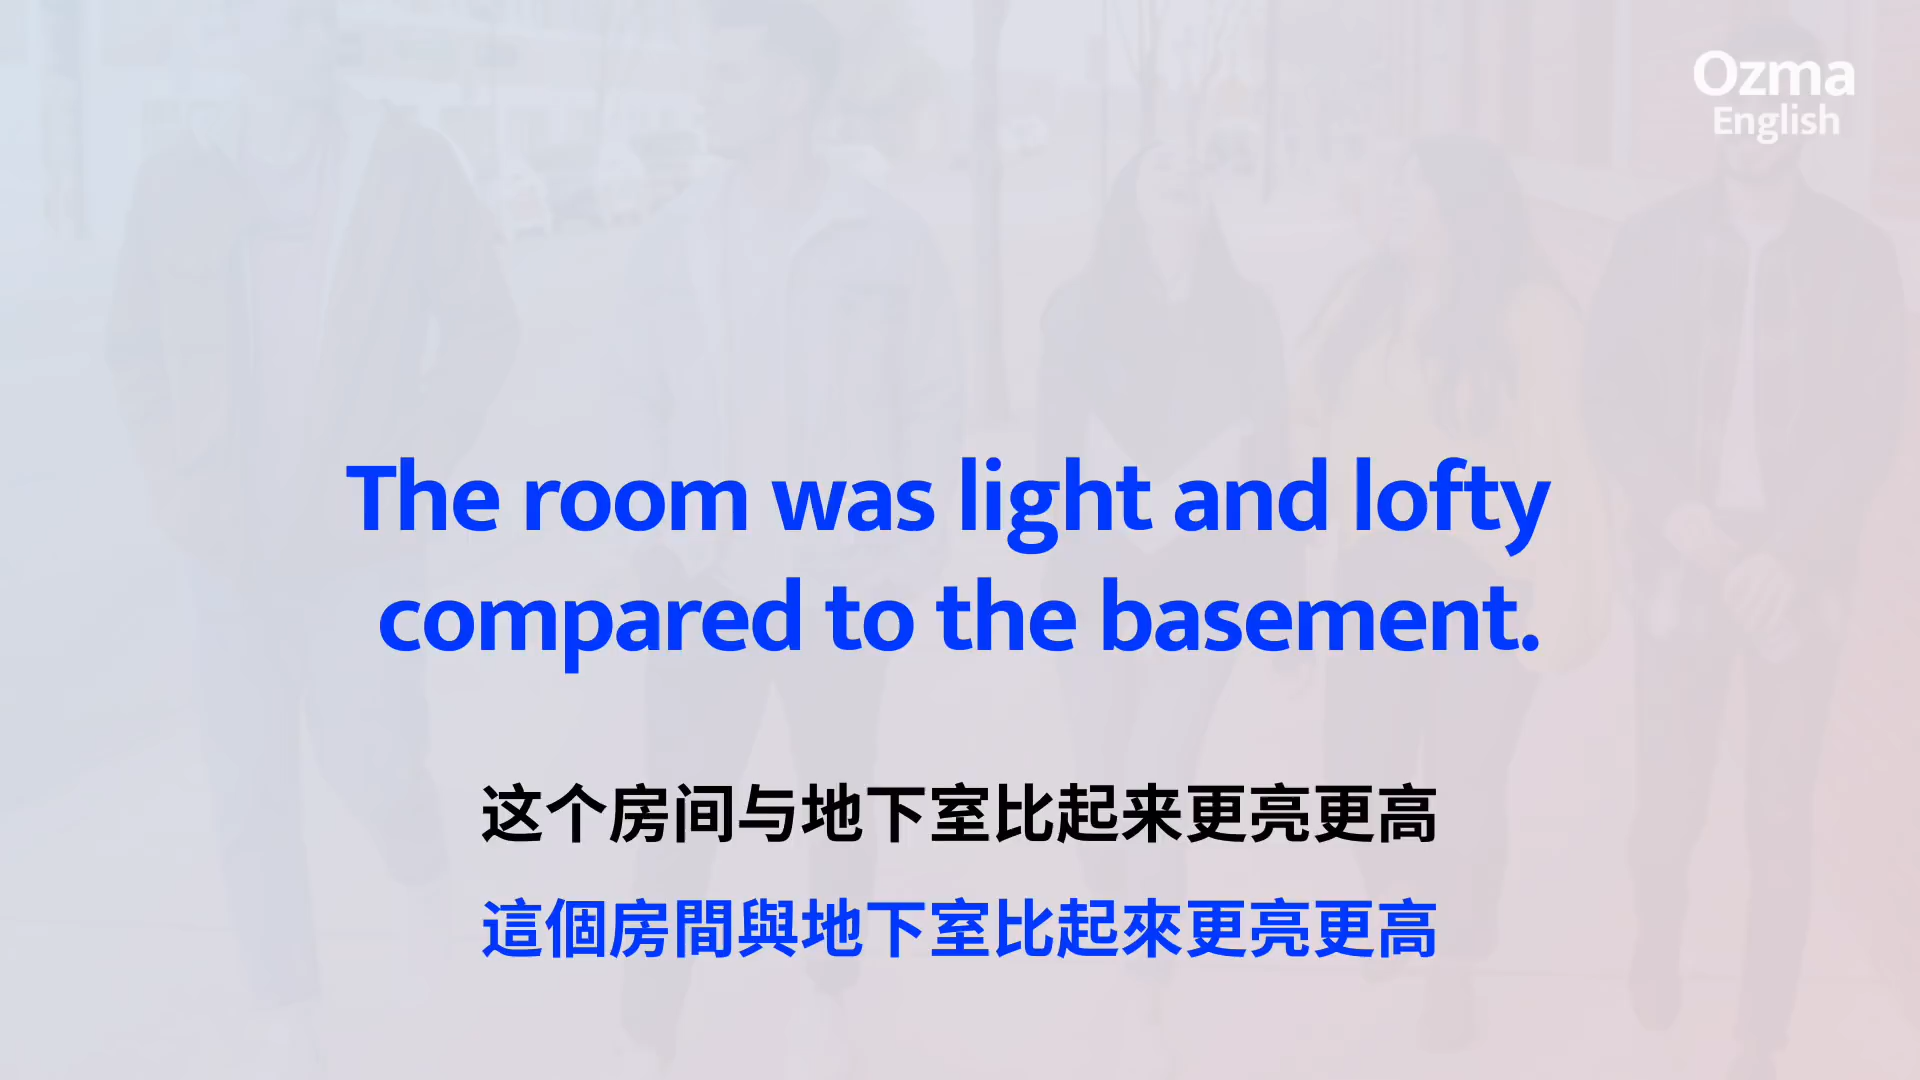 Ozma
English
The room was light and lofty
compared to the basement.
这个房间与地下室比起来更亮更高
這個房間與地下室比起來更亮更高